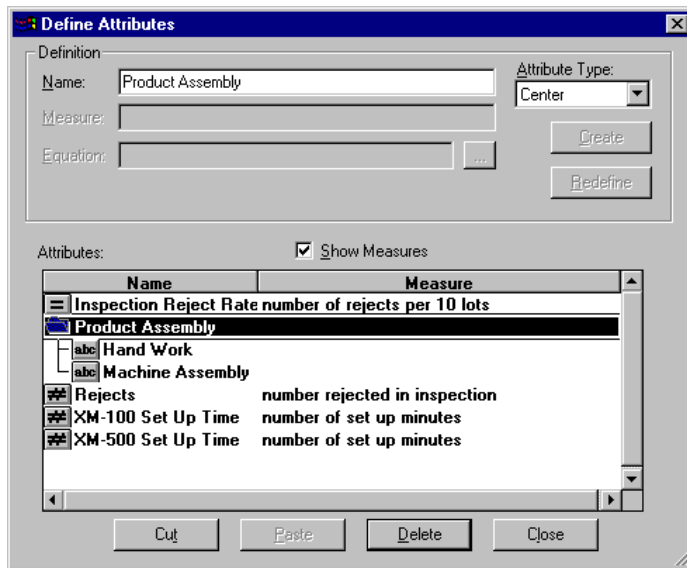 Define Attributes
Definition
Name: Product Assembly
Attribute Type:
Center
Measure:
Equation: ...
Create
Redefine
Attributes: Show Measures
Name Measure
= Inspection Reject Rate number of rejects per 10 lots
Product Assembly
abc Hand Work
abc Machine Assembly
# Rejects number rejected in inspection
# XM-100 Set Up Time number of set up minutes
# XM-500 Set Up Time number of set up minutes
Cut Paste Delete Close